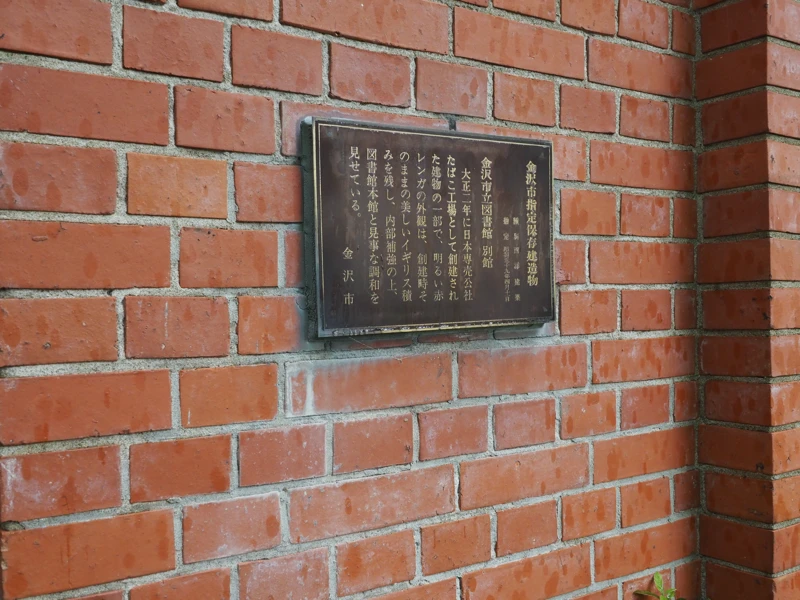 金沢市指定保存建造物
金沢市立図書館 別館
大正二年に日本専売公社
たばこ工場として創建され
た建物の一部で、明るい赤
レンガの外観は、創建時そ
のままの美しいイギリス積
みを残し、内部補強の上、
図書館本館と見事な調和を
見せている。
金沢市